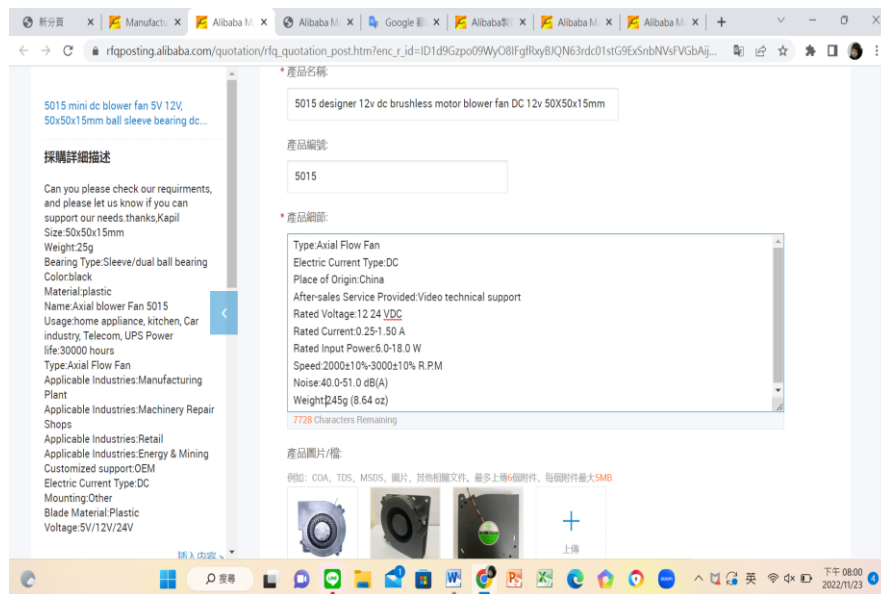 新分頁
Manufactu
Alibaba Ma
Alibaba Ma
Google 翻
Alibaba製
Alibaba Ma
Alibaba Ma
rfqposting.alibaba.com/quotation/rfq_quotation_post.htm?enc_r_id=ID1d9Gzpo09WyO8IFgfRxyBJQN63rdc01stG9ExSnbNVsFVGbAij...
5015 mini dc blower fan 5V 12V,
50x50x15mm ball sleeve bearing dc...
採購詳細描述
Can you please check our requirments,
and please let us know if you can
support our needs.thanks,Kapil
Size:50x50x15mm
Weight:25g
Bearing Type:Sleeve/dual ball bearing
Color:black
Material:plastic
Name:Axial blower Fan 5015
Usage:home appliance, kitchen, Car
industry, Telecom, UPS Power
life:30000 hours
Type:Axial Flow Fan
Applicable Industries:Manufacturing
Plant
Applicable Industries:Machinery Repair
Shops
Applicable Industries:Retail
Applicable Industries:Energy & Mining
Customized support:OEM
Electric Current Type:DC
Mounting:Other
Blade Material:Plastic
Voltage:5V/12V/24V
插入内容
* 產品名稱:
5015 designer 12v dc brushless motor blower fan DC 12v 50X50x15mm
產品編號:
5015
* 產品細節:
Type:Axial Flow Fan
Electric Current Type:DC
Place of Origin:China
After-sales Service Provided:Video technical support
Rated Voltage:12 24 VDC
Rated Current:0.25-1.50 A
Rated Input Power:6.0-18.0 W
Speed:2000±10%-3000±10% R.P.M
Noise:40.0-51.0 dB(A)
Weight:245g (8.64 oz)
7728 Characters Remaining
產品圖片/檔:
例如：COA，TDS，MSDS，圖片，其他相關文件。最多上傳6個附件，每個附件最大5MB
上傳
搜尋
英
下午 08:00
2022/11/23
4